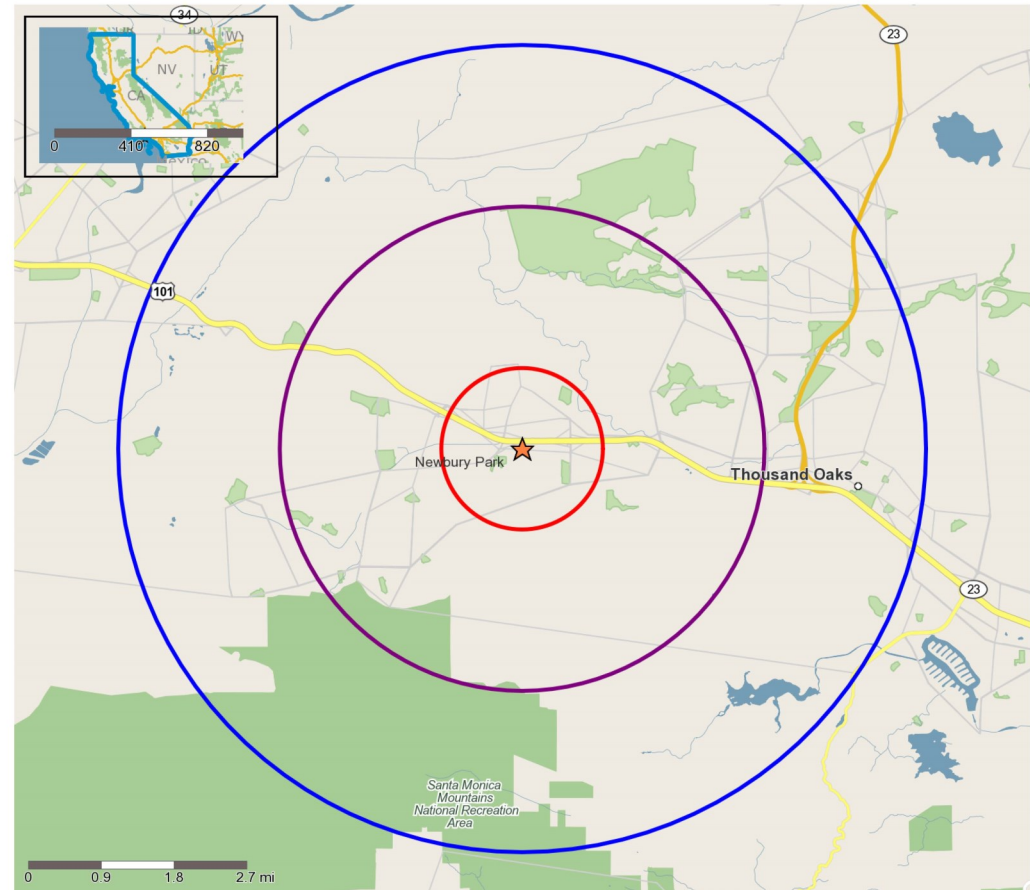 34
WY
NV
UT
CA
0
410
820
23
101
Newbury Park
Thousand Oaks
23
Santa Monica
Mountains
National Recreation
Area
0
0.9
1.8
2.7 mi